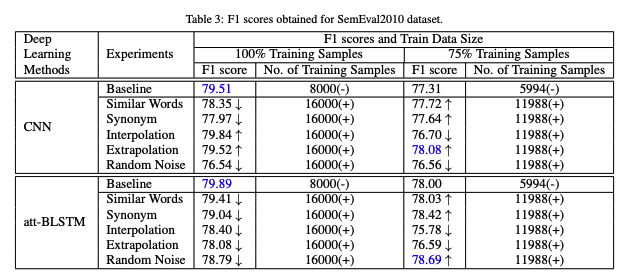 Table 3: F1 scores obtained for SemEval2010 dataset.
Deep Learning Methods | Experiments | F1 scores and Train Data Size
100% Training Samples | 75% Training Samples
F1 score | No. of Training Samples | F1 score | No. of Training Samples
CNN | Baseline | 79.51 | 8000(-) | 77.31 | 5994(-)
Similar Words | 78.35 ↓ | 16000(+) | 77.72 ↑ | 11988(+)
Synonym | 77.97 ↓ | 16000(+) | 77.64 ↑ | 11988(+)
Interpolation | 79.84 ↑ | 16000(+) | 76.70 ↓ | 11988(+)
Extrapolation | 79.52 ↑ | 16000(+) | 78.08 ↑ | 11988(+)
Random Noise | 76.54 ↓ | 16000(+) | 76.56 ↓ | 11988(+)
att-BLSTM | Baseline | 79.89 | 8000(-) | 78.00 | 5994(-)
Similar Words | 79.41 ↓ | 16000(+) | 78.03 ↑ | 11988(+)
Synonym | 79.04 ↓ | 16000(+) | 78.42 ↑ | 11988(+)
Interpolation | 78.40 ↓ | 16000(+) | 75.78 ↓ | 11988(+)
Extrapolation | 78.08 ↓ | 16000(+) | 76.59 ↓ | 11988(+)
Random Noise | 78.79 ↓ | 16000(+) | 78.69 ↑ | 11988(+)